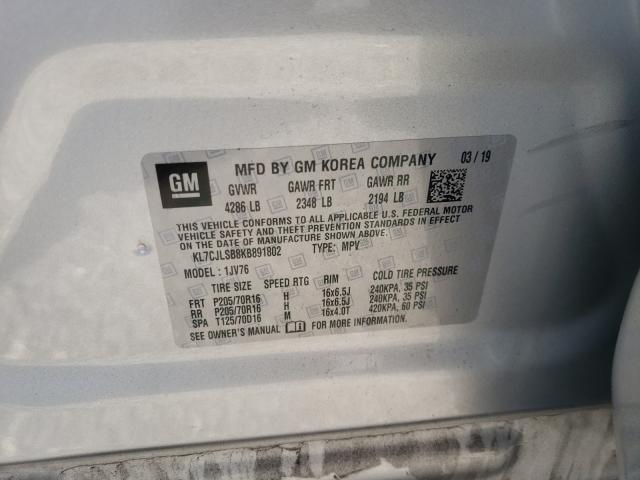 GM MFD BY GM KOREA COMPANY 03/19
GVWR GAWR FRT GAWR RR
4286 LB 2348 LB 2194 LB
THIS VEHICLE CONFORMS TO ALL APPLICABLE U.S. FEDERAL MOTOR
VEHICLE SAFETY AND THEFT PREVENTION STANDARDS IN EFFECT
ON THE DATE OF MANUFACTURE SHOWN ABOVE.
KL7CJLSB8KB891802 TYPE: MPV
MODEL: 1JV76
TIRE SIZE SPEED RTG RIM COLD TIRE PRESSURE
FRT P205/70R16 H 16x6.5J 240KPA, 35 PSI
RR P205/70R16 H 16x6.5J 240KPA, 35 PSI
SPA T125/70D16 M 16x4.0T 420KPA, 60 PSI
SEE OWNER'S MANUAL FOR MORE INFORMATION.